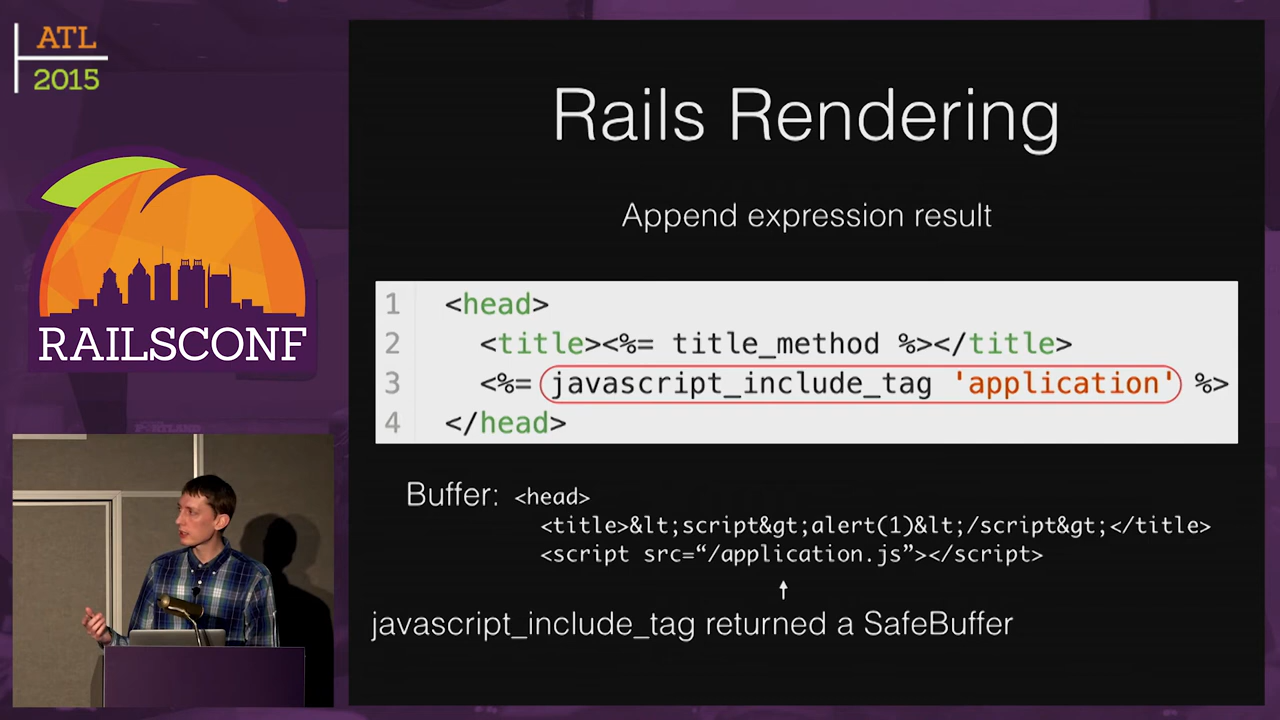 ATL
2015
RAILSCONF
Rails Rendering
Append expression result
1 <head>
2 <title><%= title_method %></title>
3 <%= javascript_include_tag 'application' %>
4 </head>
Buffer: <head>
<title>&lt;script&gt;alert(1)&lt;/script&gt;</title>
<script src=“/application.js”></script>
javascript_include_tag returned a SafeBuffer